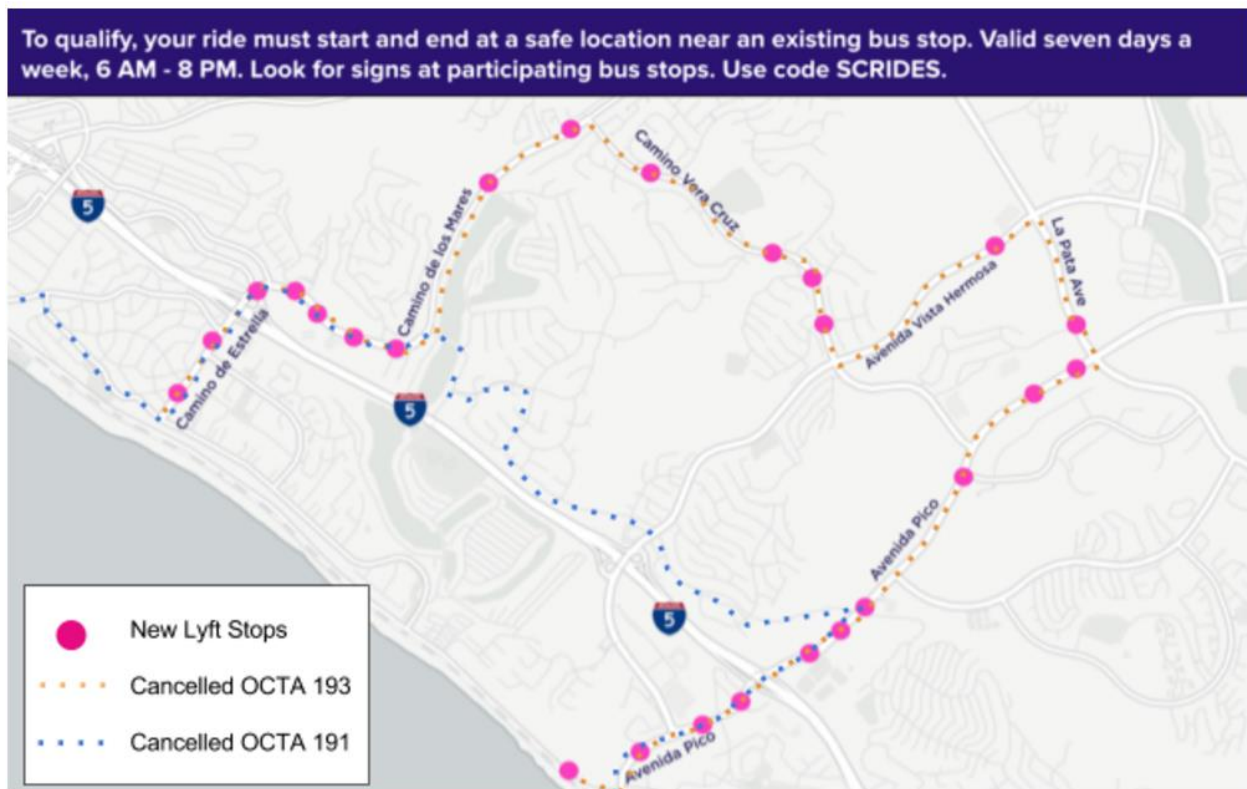 To qualify, your ride must start and end at a safe location near an existing bus stop. Valid seven days a
week, 6 AM - 8 PM. Look for signs at participating bus stops. Use code SCRIDES.
Camino Vera Cruz
5
Camino de los Mares
La Pata Ave
Avenida Vista Hermosa
Camino de Estrella
5
Avenida Pico
5
New Lyft Stops
Cancelled OCTA 193
Cancelled OCTA 191
Avenida Pico